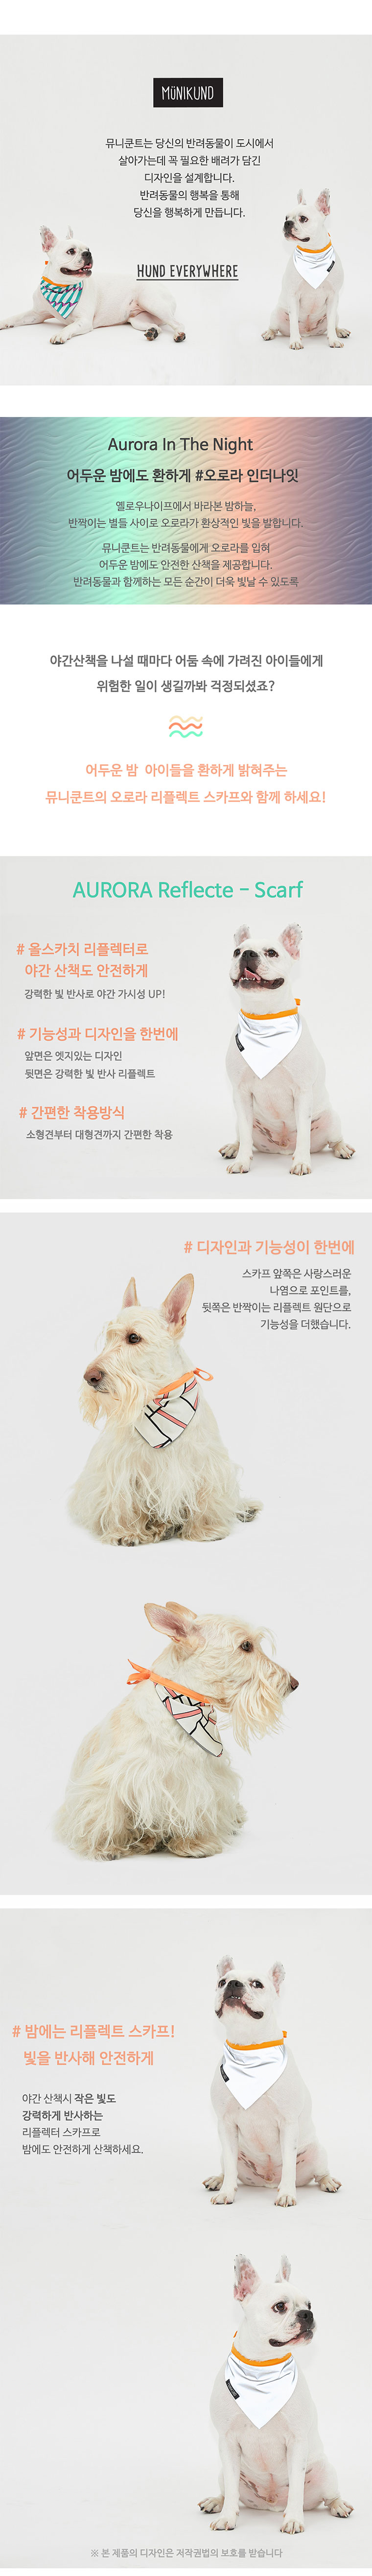 MÜNIKUND
뮤니쿤트는 당신의 반려동물이 도시에서
살아가는데 꼭 필요한 배려가 담긴
디자인을 설계합니다.
반려동물의 행복을 통해
당신을 행복하게 만듭니다.
HUND EVERYWHERE
Aurora In The Night
어두운 밤에도 환하게 #오로라 인더나잇
옐로우나이프에서 바라본 밤하늘,
반짝이는 별들 사이로 오로라가 환상적인 빛을 발합니다.
뮤니쿤트는 반려동물에게 오로라를 입혀
어두운 밤에도 안전한 산책을 제공합니다.
반려동물과 함께하는 모든 순간이 더욱 빛날 수 있도록
야간산책을 나설 때마다 어둠 속에 가려진 아이들에게
위험한 일이 생길까봐 걱정되셨죠?
어두운 밤 아이들을 환하게 밝혀주는
뮤니쿤트의 오로라 리플렉트 스카프와 함께 하세요!
AURORA Reflecte - Scarf
# 올스카치 리플렉터로
야간 산책도 안전하게
강력한 빛 반사로 야간 가시성 UP!
# 기능성과 디자인을 한번에
앞면은 엣지있는 디자인
뒷면은 강력한 빛 반사 리플렉트
# 간편한 착용방식
소형견부터 대형견까지 간편한 착용
# 디자인과 기능성이 한번에
스카프 앞쪽은 사랑스러운
나염으로 포인트를,
뒷쪽은 반짝이는 리플렉트 원단으로
기능성을 더했습니다.
# 밤에는 리플렉트 스카프!
빛을 반사해 안전하게
야간 산책시 작은 빛도
강력하게 반사하는
리플렉터 스카프로
밤에도 안전하게 산책하세요.
※ 본 제품의 디자인은 저작권법의 보호를 받습니다